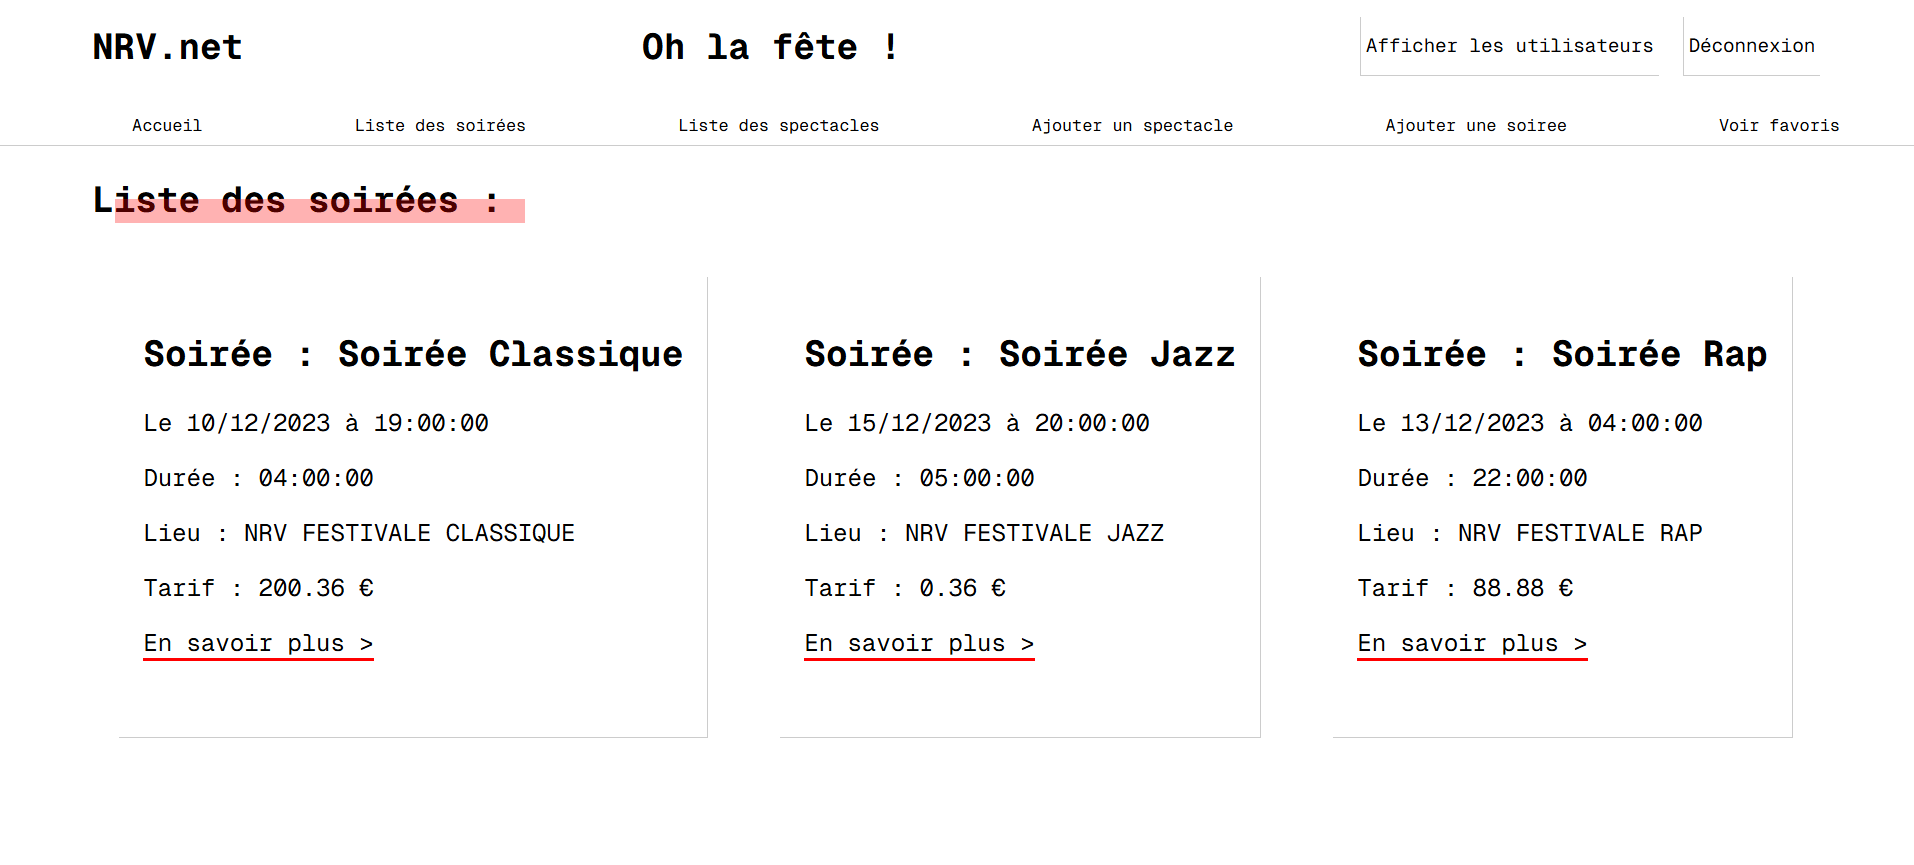 NRV.net
Oh la fête !
Afficher les utilisateurs
Déconnexion
Accueil
Liste des soirées
Liste des spectacles
Ajouter un spectacle
Ajouter une soiree
Voir favoris
Liste des soirées :
Soirée : Soirée Classique
Le 10/12/2023 à 19:00:00
Durée : 04:00:00
Lieu : NRV FESTIVALE CLASSIQUE
Tarif : 200.36 €
En savoir plus >
Soirée : Soirée Jazz
Le 15/12/2023 à 20:00:00
Durée : 05:00:00
Lieu : NRV FESTIVALE JAZZ
Tarif : 0.36 €
En savoir plus >
Soirée : Soirée Rap
Le 13/12/2023 à 04:00:00
Durée : 22:00:00
Lieu : NRV FESTIVALE RAP
Tarif : 88.88 €
En savoir plus >